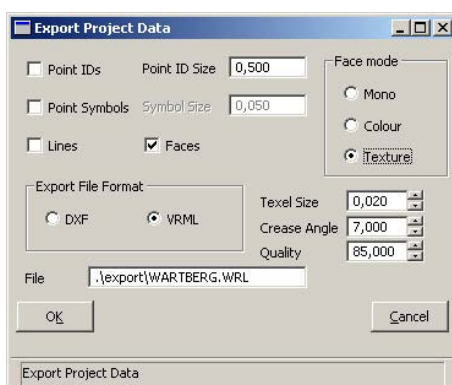 Export Project Data
Point IDs Point ID Size 0,500
Face mode
Point Symbols Symbol Size 0,050
Mono
Colour
Lines Faces
Texture
Export File Format
DXF VRML
Texel Size 0,020
Crease Angle 7,000
Quality 85,000
File .\export\WARTBERG.WRL
OK Cancel
Export Project Data